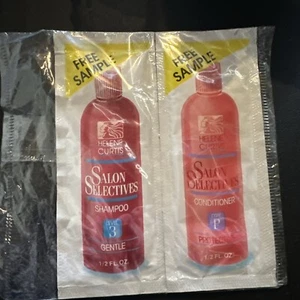 FREE
SAMPLE
HELENE
CURTIS
SALON
SELECTIVES
SHAMPOO
3
GENTLE
1/2 FL. OZ.
FREE
SAMPLE
HELENE
CURTIS
SALON
SELECTIVES
CONDITIONER
P
1/2 FL. OZ.